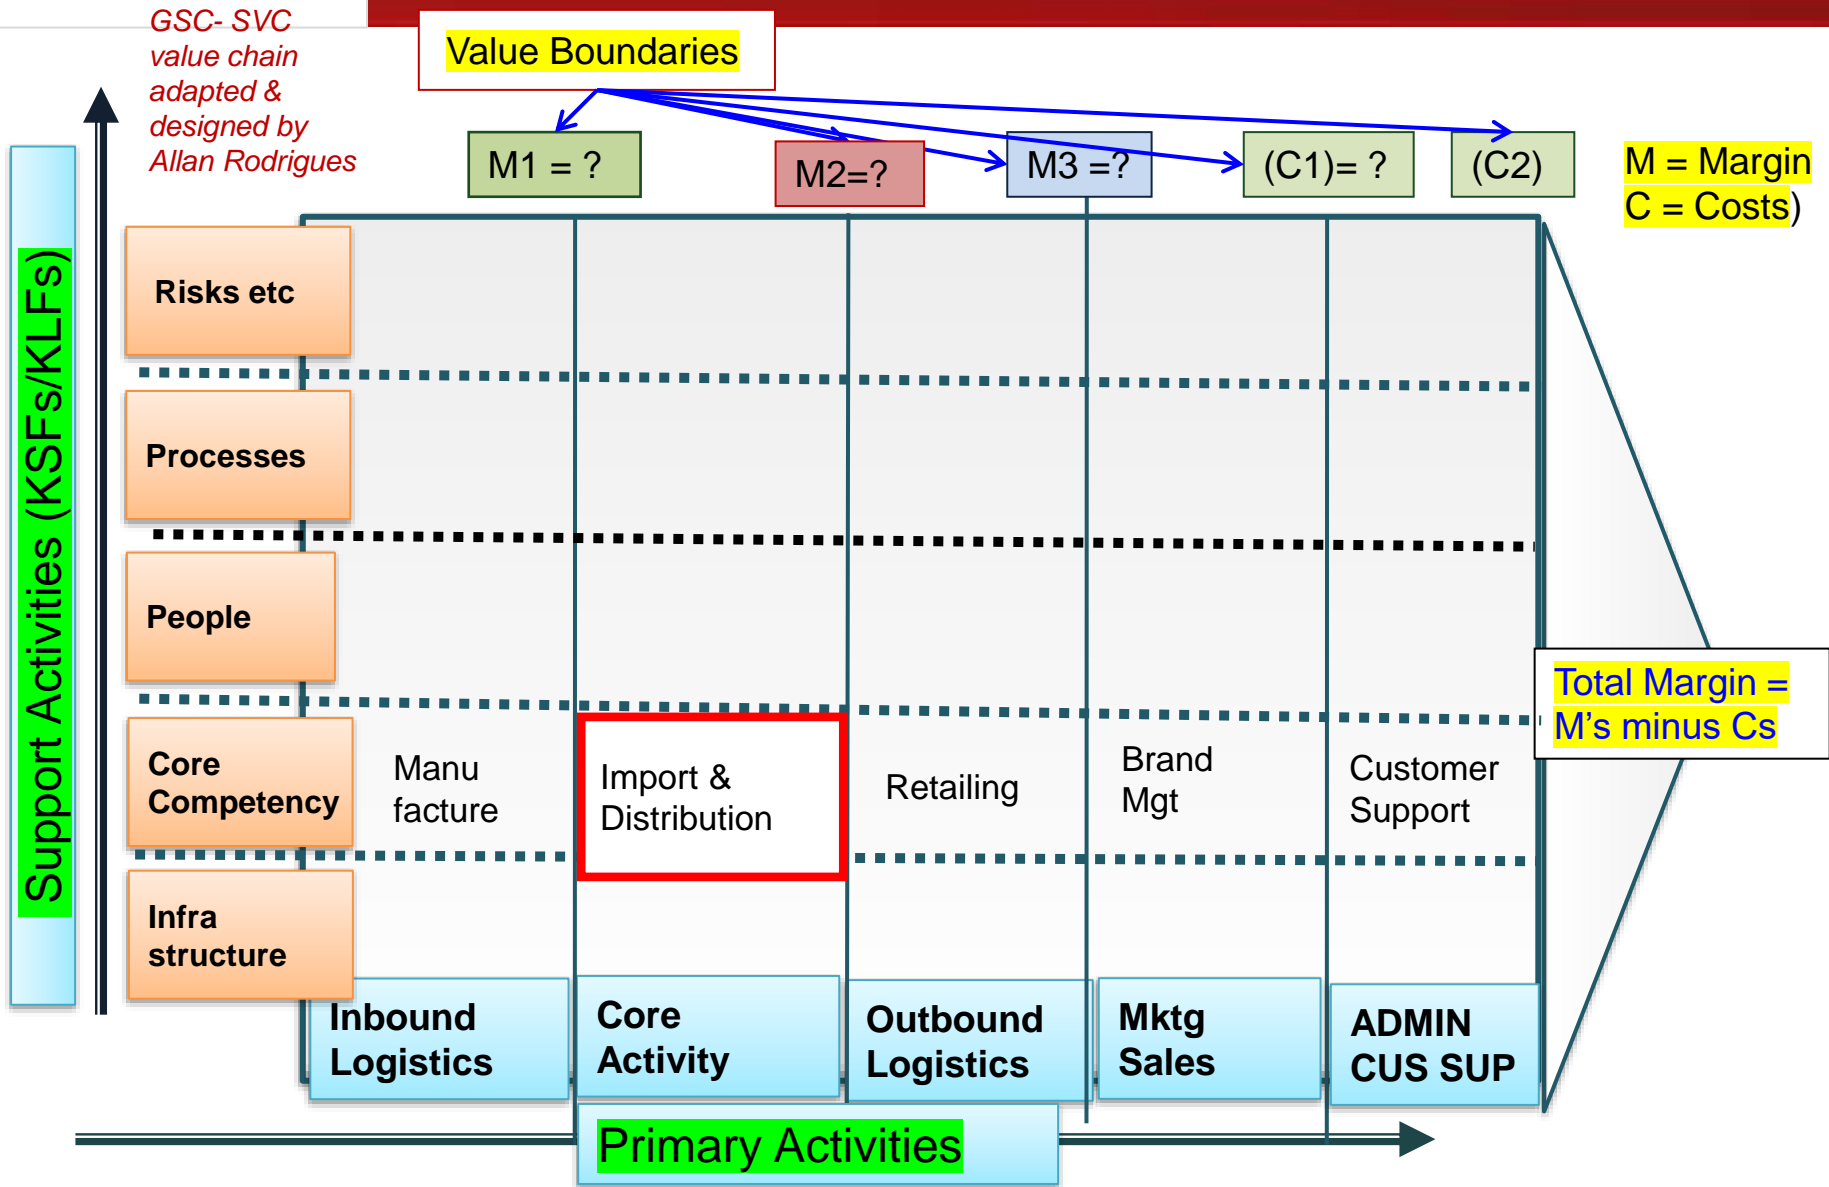 GSC- SVC
value chain
adapted &
designed by
Allan Rodrigues
Value Boundaries
M1 = ?
M2=?
M3 =?
(C1)= ?
(C2)
M = Margin
C = Costs)
Support Activities (KSFs/KLFs)
Risks etc
Processes
People
Core
Competency
Manu
facture
Import &
Distribution
Retailing
Brand
Mgt
Customer
Support
Total Margin =
M's minus Cs
Infra
structure
Inbound
Logistics
Core
Activity
Outbound
Logistics
Mktg
Sales
ADMIN
CUS SUP
Primary Activities